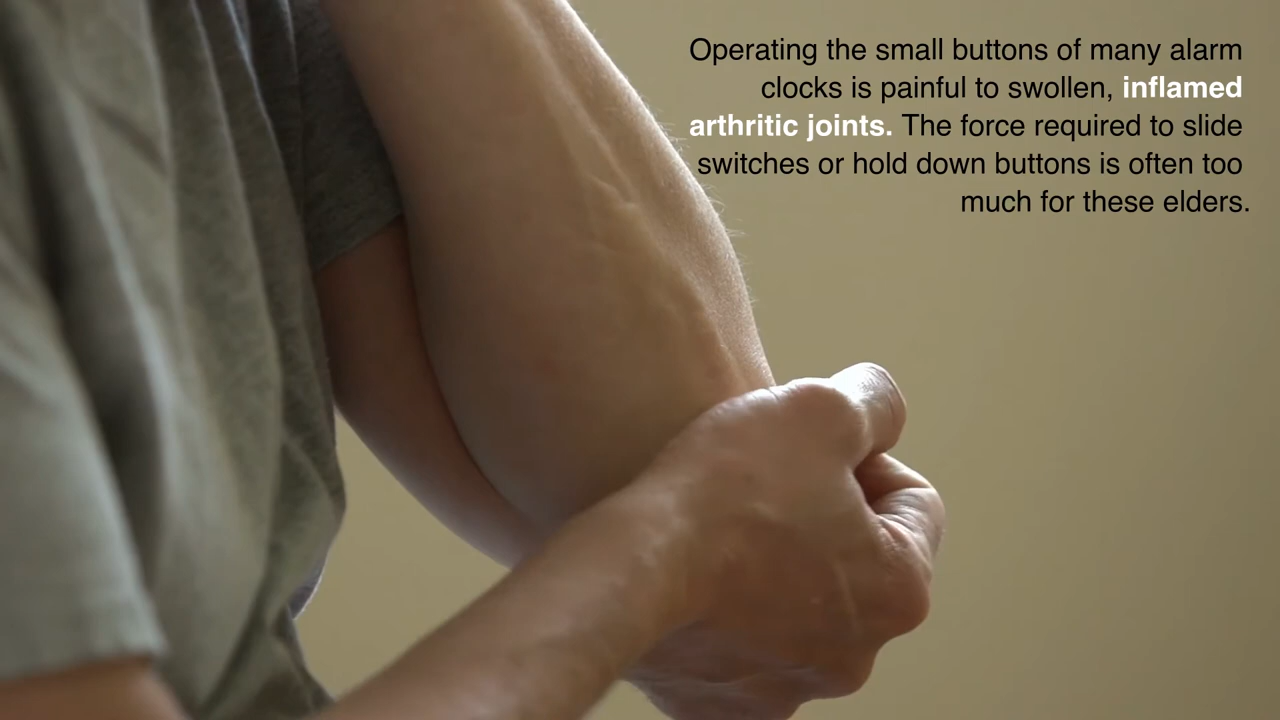 Operating the small buttons of many alarm
clocks is painful to swollen, inflamed
arthritic joints. The force required to slide
switches or hold down buttons is often too
much for these elders.